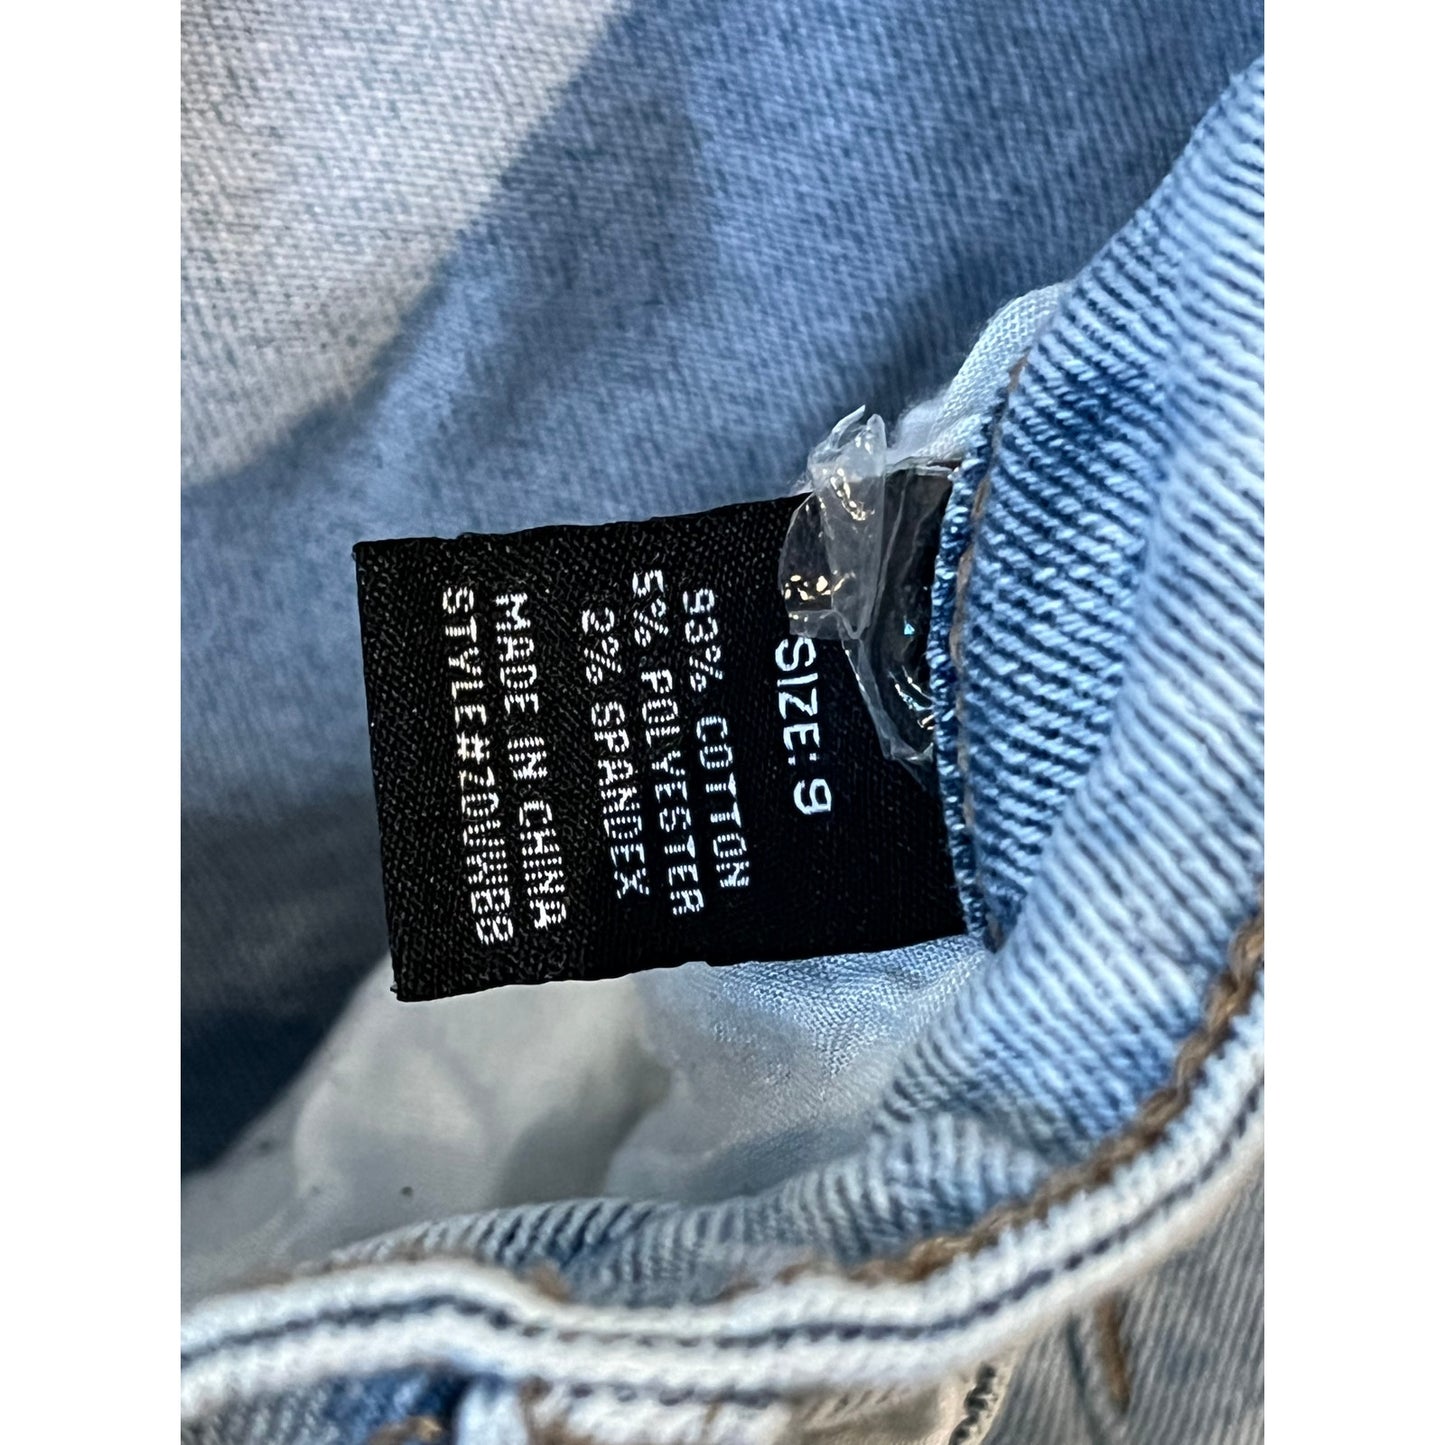 SIZE: 9
93% COTTON
5% POLYESTER
2% SPANDEX
MADE IN CHINA